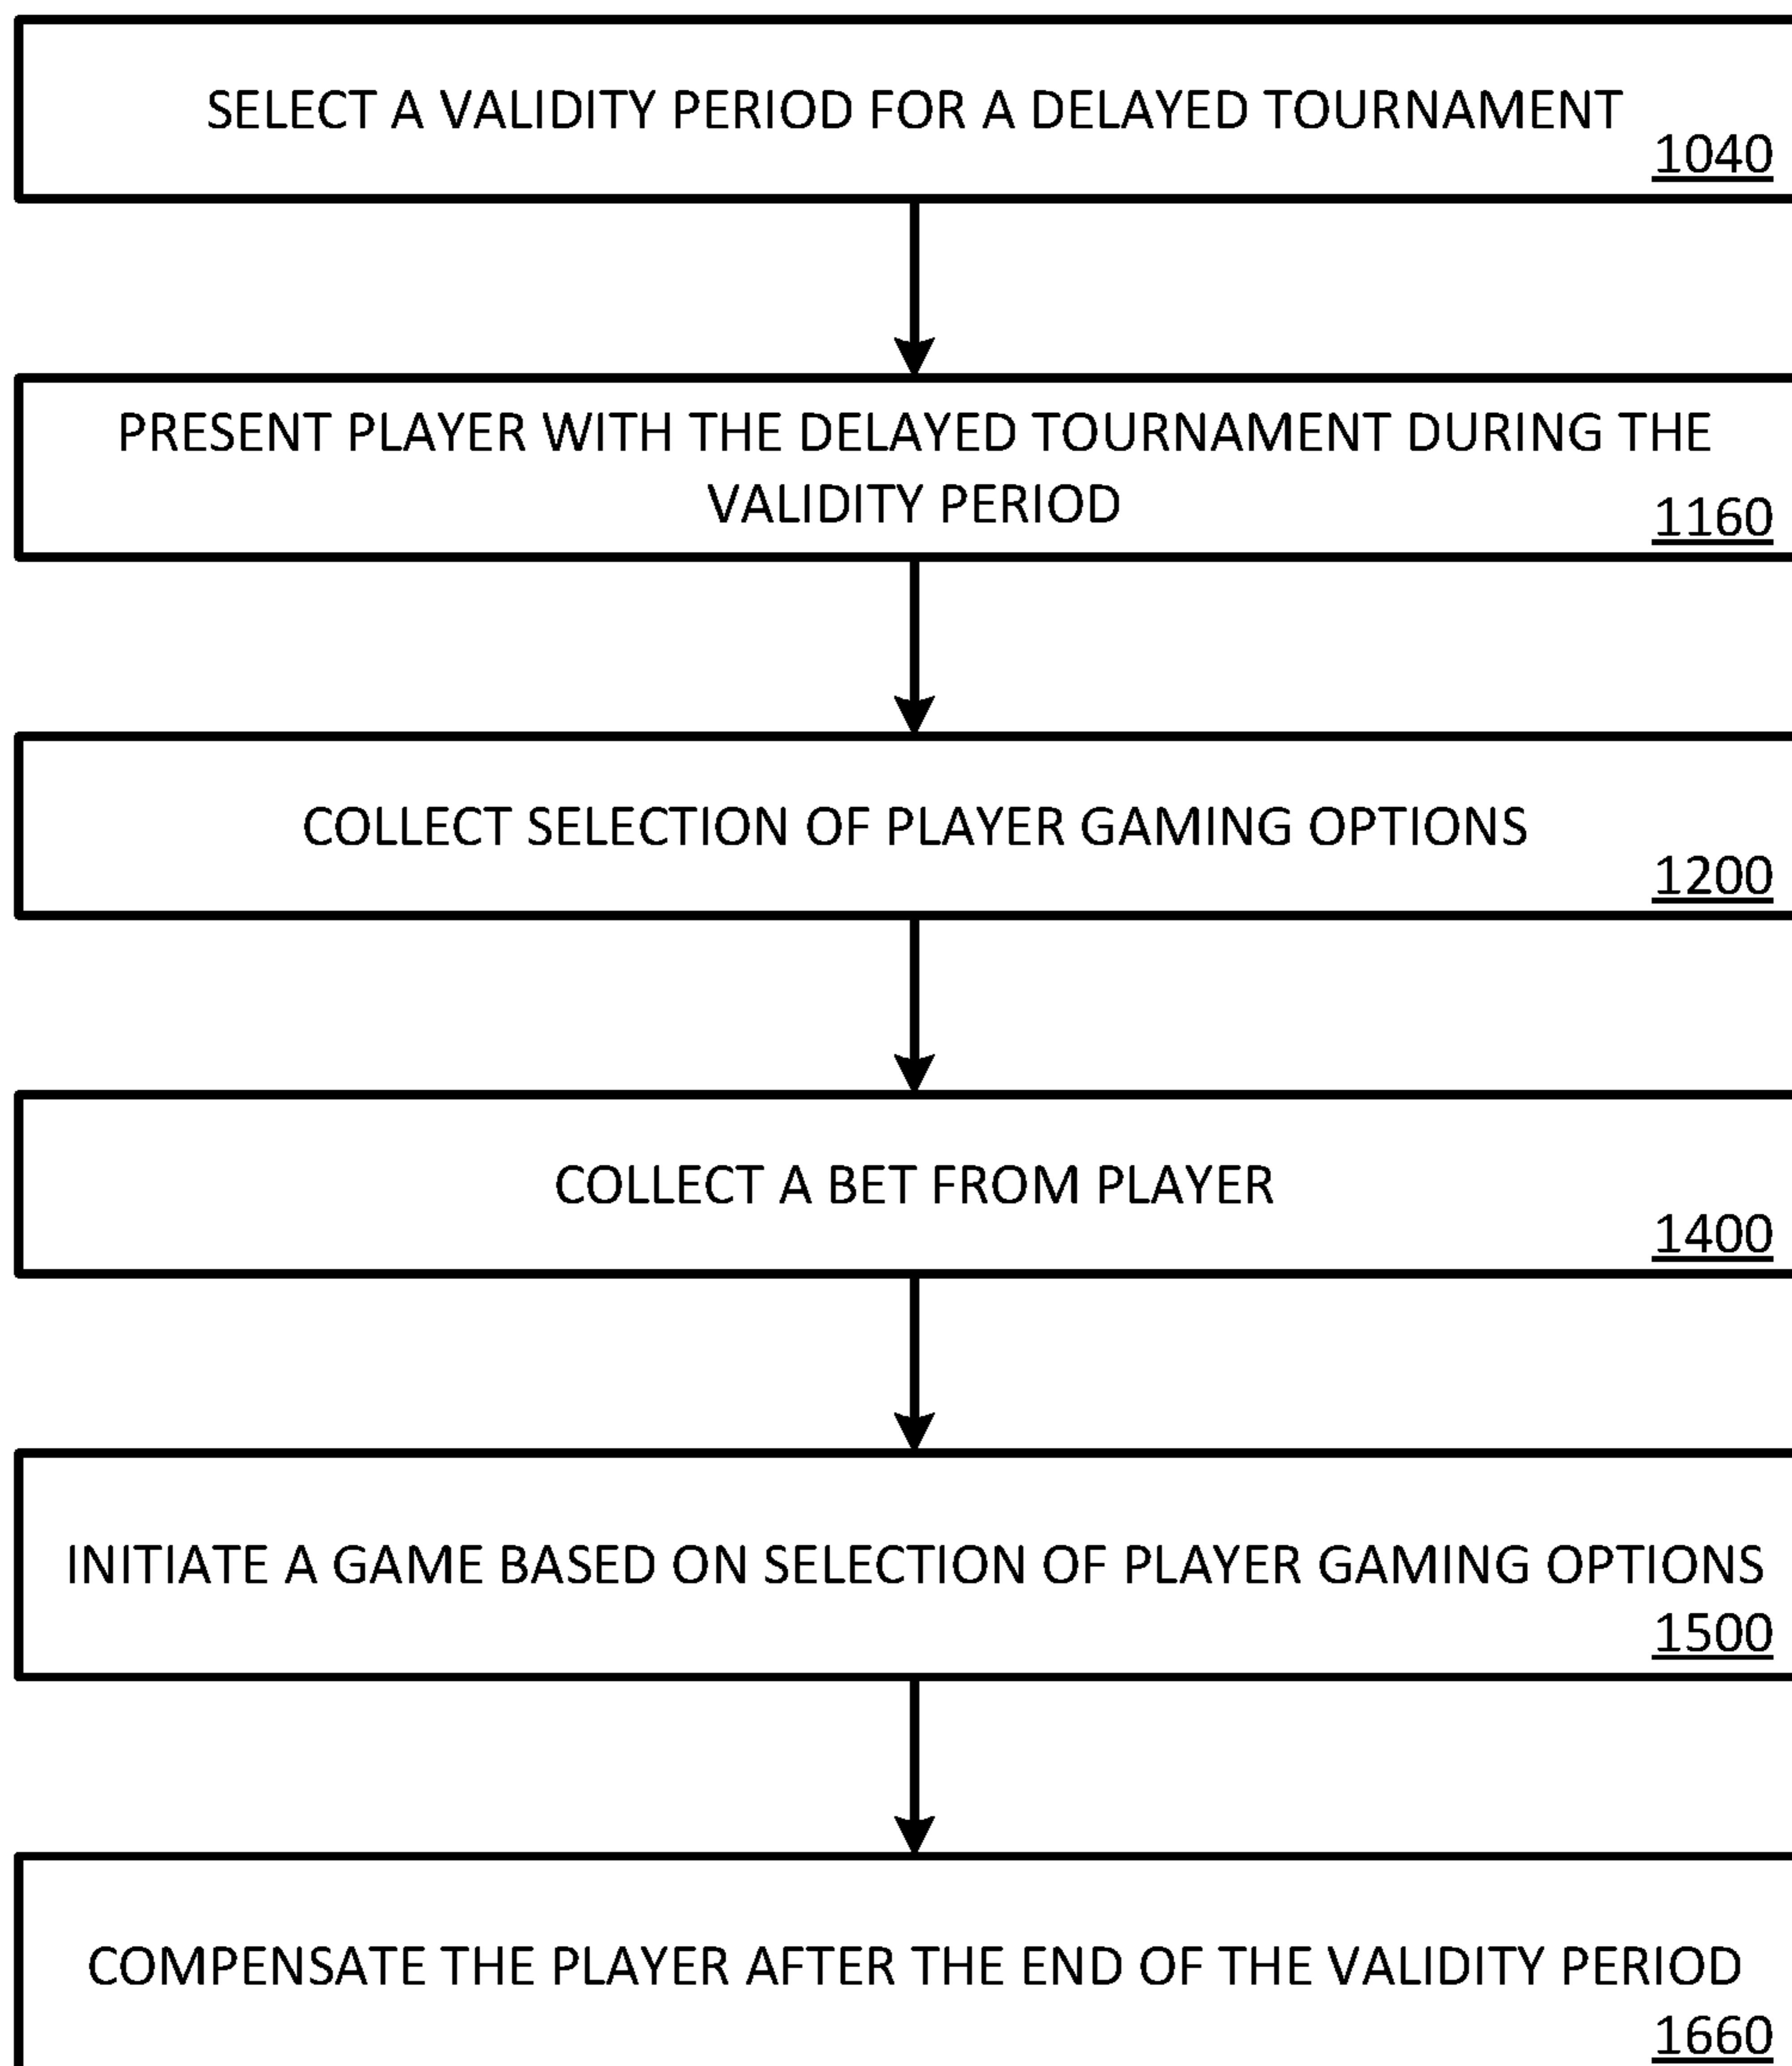 SELECT A VALIDITY PERIOD FOR A DELAYED TOURNAMENT
1040
PRESENT PLAYER WITH THE DELAYED TOURNAMENT DURING THE
VALIDITY PERIOD
1160
COLLECT SELECTION OF PLAYER GAMING OPTIONS
1200
COLLECT A BET FROM PLAYER
1400
INITIATE A GAME BASED ON SELECTION OF PLAYER GAMING OPTIONS
1500
COMPENSATE THE PLAYER AFTER THE END OF THE VALIDITY PERIOD
1660